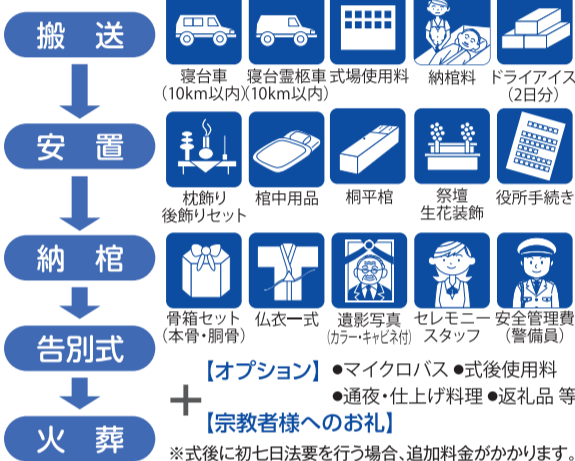 搬 送
安 置
納 棺
告別式
火 葬
寝台車
(10km以内)
寝台霊柩車
(10km以内)
式場使用料
納棺料
ドライアイス
(2日分)
枕飾り
後飾りセット
棺中用品
桐平棺
祭壇
生花装飾
役所手続き
骨箱セット
(本骨・胴骨)
仏衣一式
遺影写真
(カラー・キャビネ付)
セレモニー
スタッフ
安全管理費
(警備員)
+
【オプション】 ●マイクロバス ●式後使用料
●通夜・仕上げ料理 ●返礼品 等
【宗教者様へのお礼】
※式後に初七日法要を行う場合、追加料金がかかります。